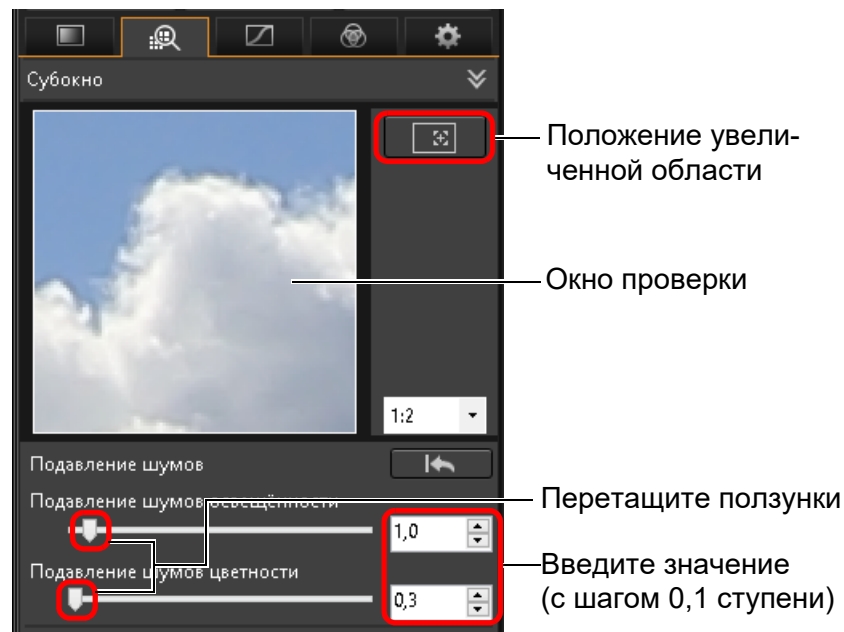 Субокно
Положение увели-
ченной области
Окно проверки
1:2
Подавление шумов
Подавление шумов освещённости
Перетащите ползунки
1,0
Введите значение
(с шагом 0,1 ступени)
Подавление шумов цветности
0,3